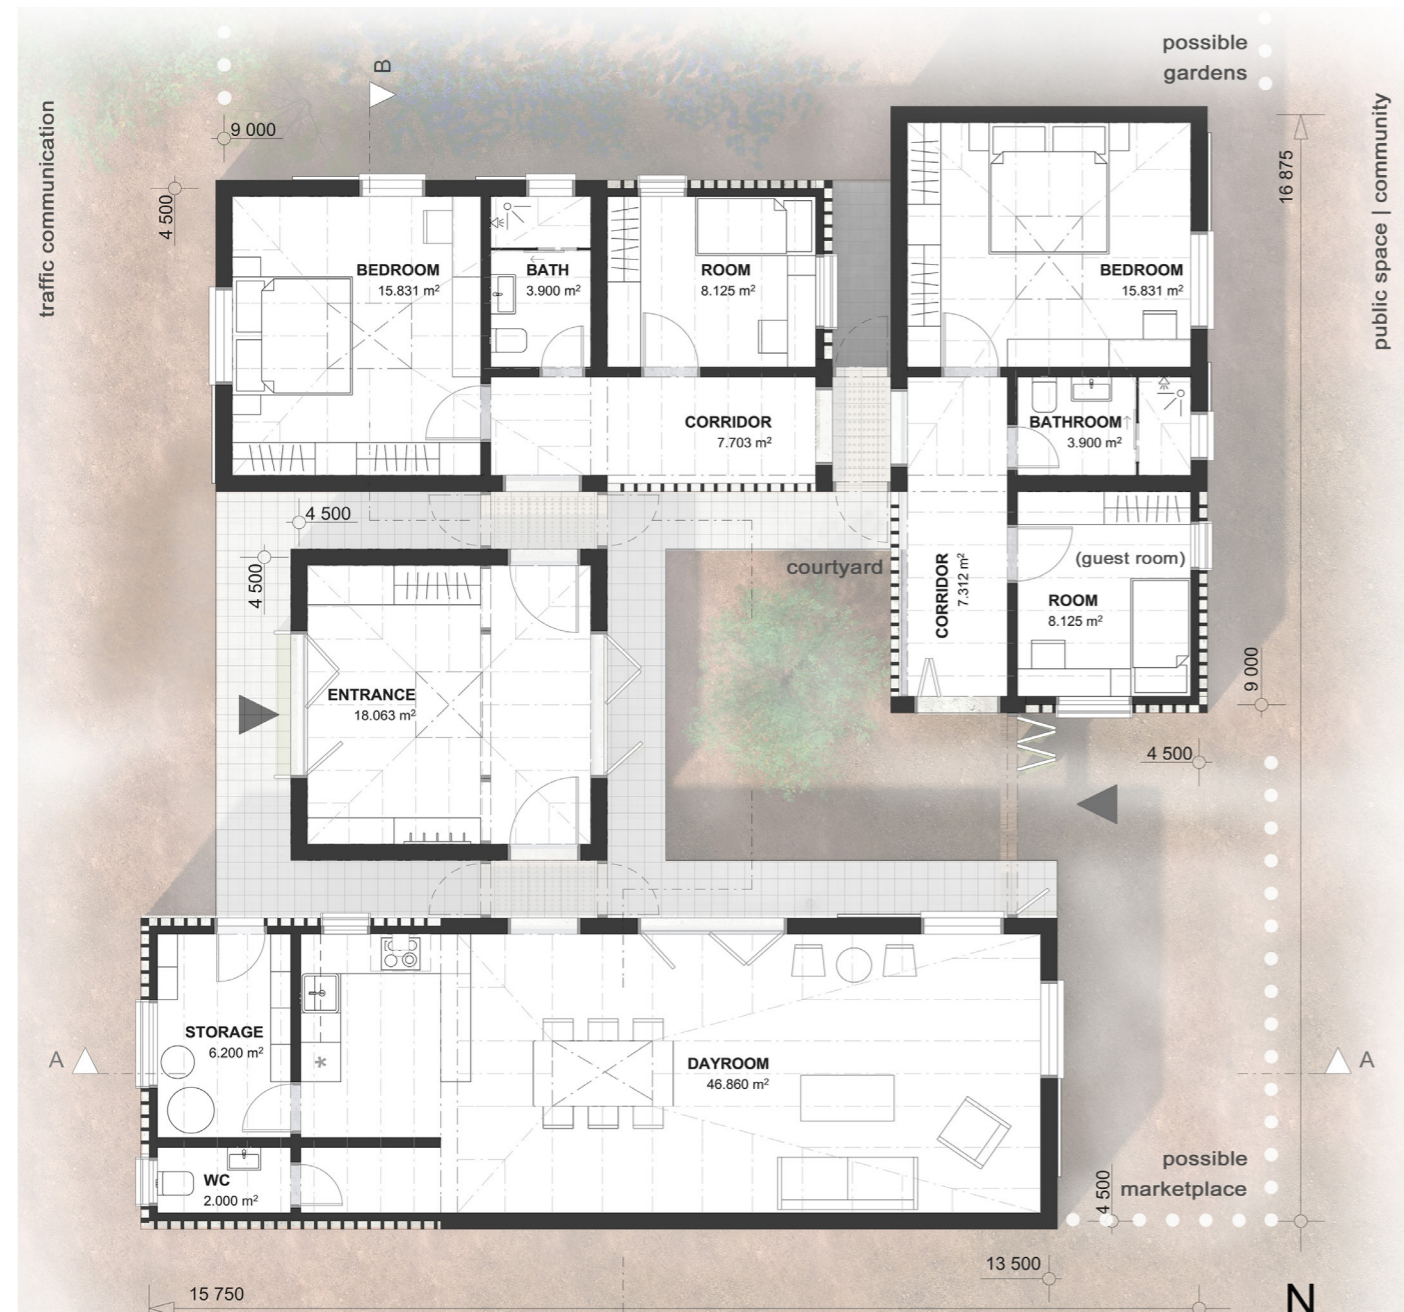 possible
gardens
B
traffic communication
public space | community
9 000
4 500
16 875
BEDROOM
15.831 m²
BATH
3.900 m²
ROOM
8.125 m²
BEDROOM
15.831 m²
CORRIDOR
7.703 m²
BATHROOM
3.900 m²
4 500
4 500
courtyard
CORRIDOR
7.312 m²
(guest room)
ROOM
8.125 m²
9 000
ENTRANCE
18.063 m²
4 500
STORAGE
6.200 m²
A
DAYROOM
46.860 m²
A
*
WC
2.000 m²
possible
marketplace
4 500
13 500
15 750
N